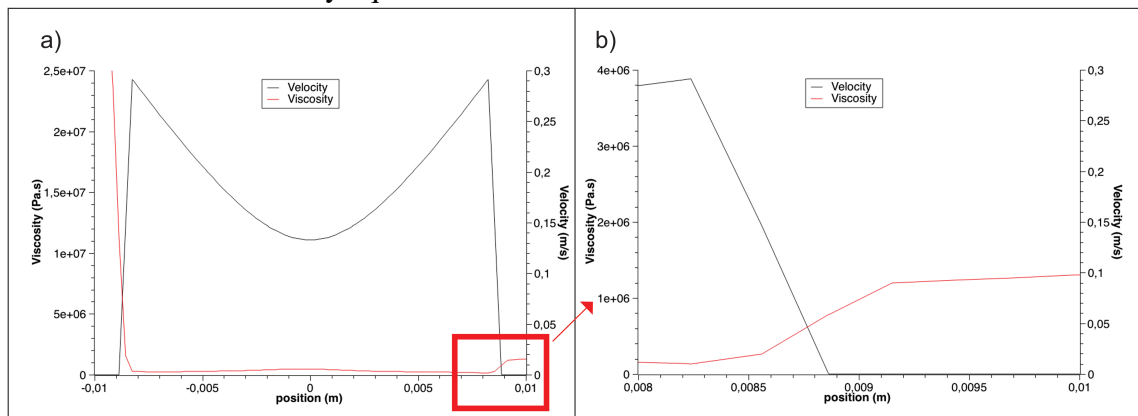 a)
2,5e+07
2e+07
1,5e+07
1e+07
5e+06
0
Viscosity (Pa.s)
Velocity
Viscosity
0,3
0,25
0,2
0,15
0,1
0,05
0
Velocity (m/s)
-0,01
-0,005
0
0,005
0,01
position (m)
b)
4e+06
3e+06
2e+06
1e+06
0
Viscosity (Pa.s)
Velocity
Viscosity
0,3
0,25
0,2
0,15
0,1
0,05
0
Velocity (m/s)
0,008
0,0085
0,009
0,0095
0,01
position (m)